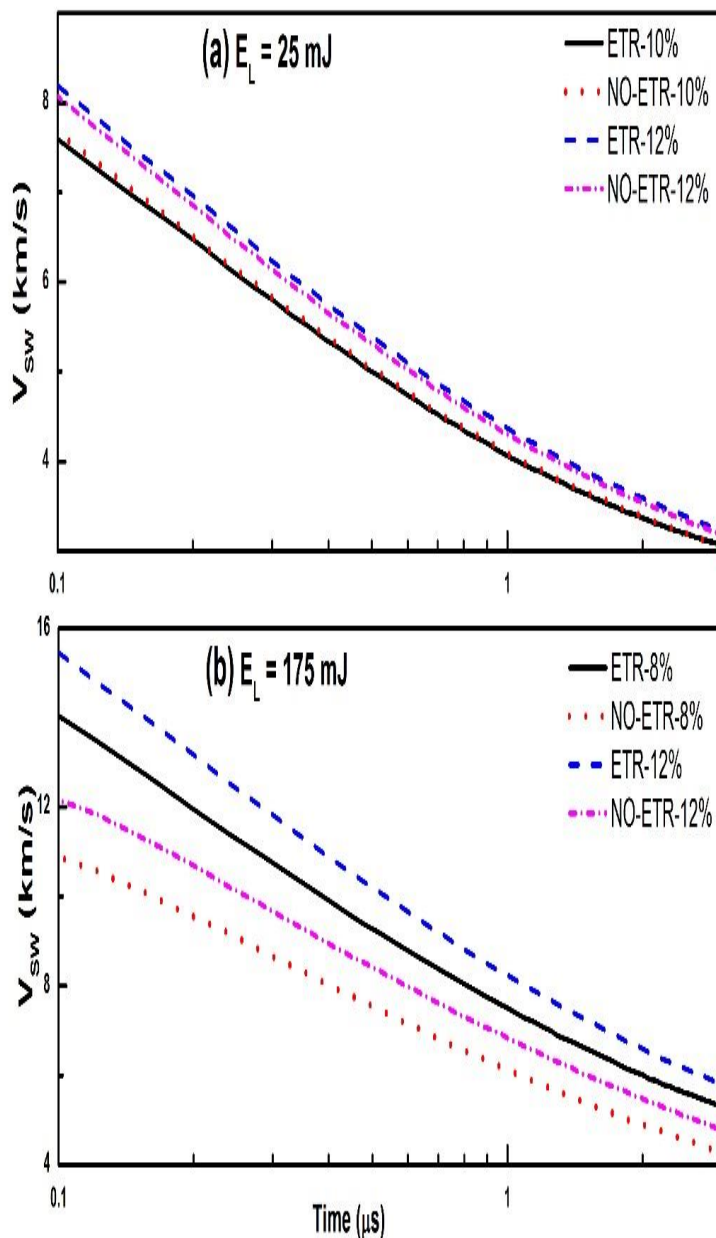 (a) E_L = 25 mJ
ETR-10%
NO-ETR-10%
ETR-12%
NO-ETR-12%
8
6
4
V_SW (km/s)
0.1 1
(b) E_L = 175 mJ
ETR-8%
NO-ETR-8%
ETR-12%
NO-ETR-12%
16
12
8
4
V_SW (km/s)
0.1 1
Time (μs)